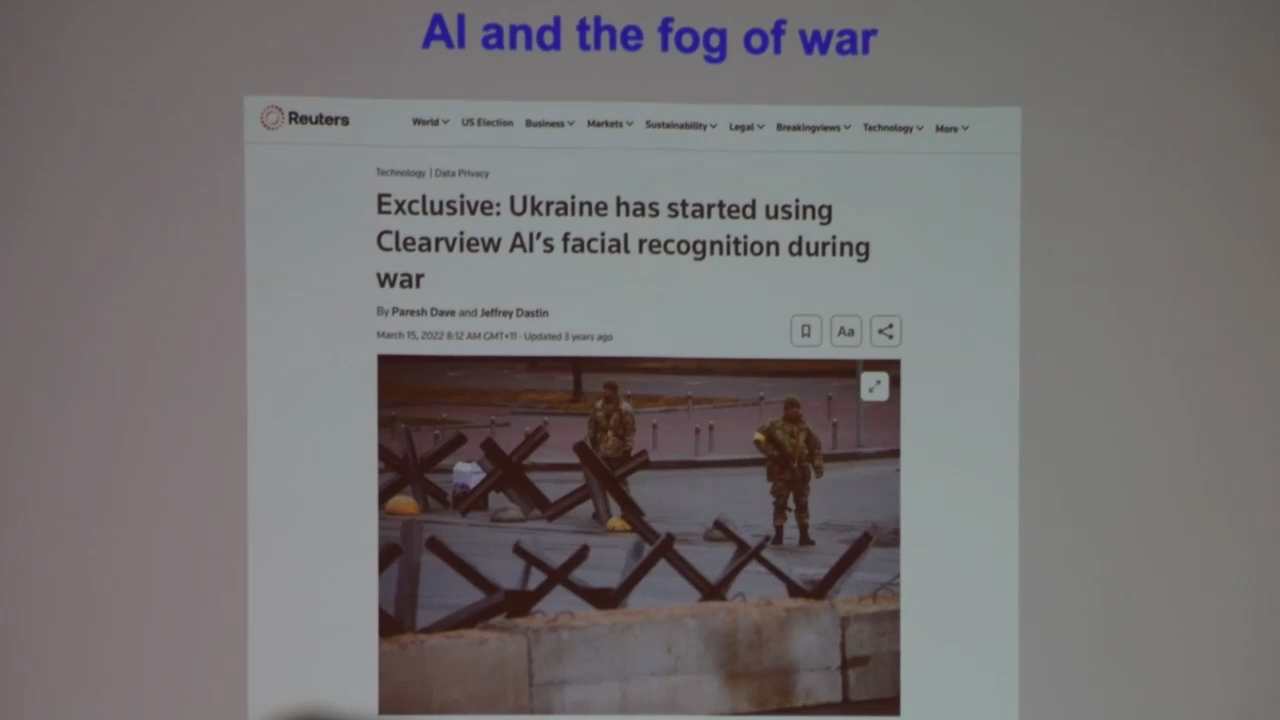 AI and the fog of war
Reuters
World US Election Business Markets Sustainability Legal Breakingviews Technology More
Technology | Data Privacy
Exclusive: Ukraine has started using
Clearview AI's facial recognition during
war
By Paresh Dave and Jeffrey Dastin
March 15, 2022 8:12 AM GMT+11 · Updated 3 years ago
Aa